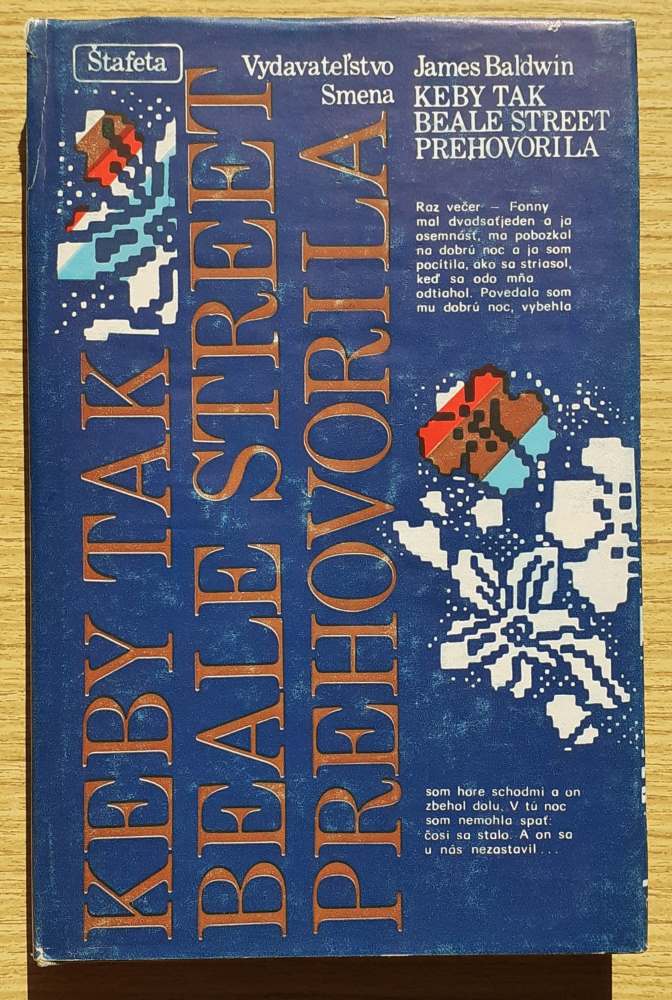 Štafeta
Vydavateľstvo
Smena
James Baldwin
KEBY TAK
BEALE STREET
PREHOVORILA
Raz večer — Fonny
mal dvadsaťjeden a ja
osemnásť, ma pobozkal
na dobrú noc a ja som
pocítila, ako sa striasol,
keď sa odo mňa
odtiahol. Povedala som
mu dobrú noc, vybehla
som hore schodmi a on
zbehol dolu. V tú noc
som nemohla spať:
čosi sa stalo. A on sa
u nás nezastavil ...
KEBY TAK
BEALE STREET
PREHOVORILA